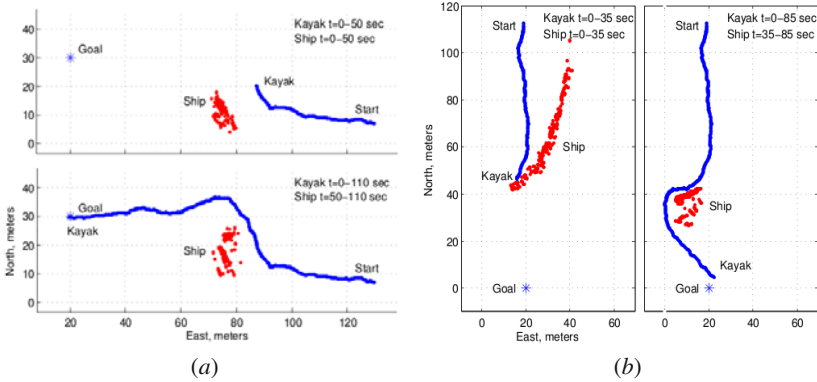 Kayak t=0−50 sec
Ship t=0−50 sec
Goal
Kayak
Ship
Start
40
30
20
10
0
Kayak t=0−110 sec
Ship t=50−110 sec
Goal
Kayak
Ship
Start
40
30
20
10
0
North, meters
20 40 60 80 100 120
East, meters
(a)
Kayak t=0−35 sec
Ship t=0−35 sec
Start
Ship
Kayak
Goal
120
100
80
60
40
20
0
North, meters
0 20 40 60
East, meters
Kayak t=0−85 sec
Ship t=35−85 sec
Start
Ship
Kayak
Goal
0 20 40 60
(b)